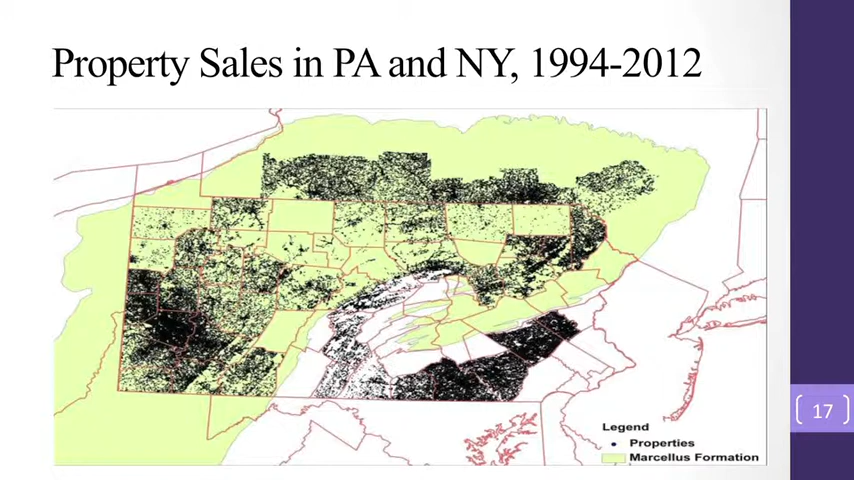 Property Sales in PA and NY, 1994-2012
17
Legend
Properties
Marcellus Formation